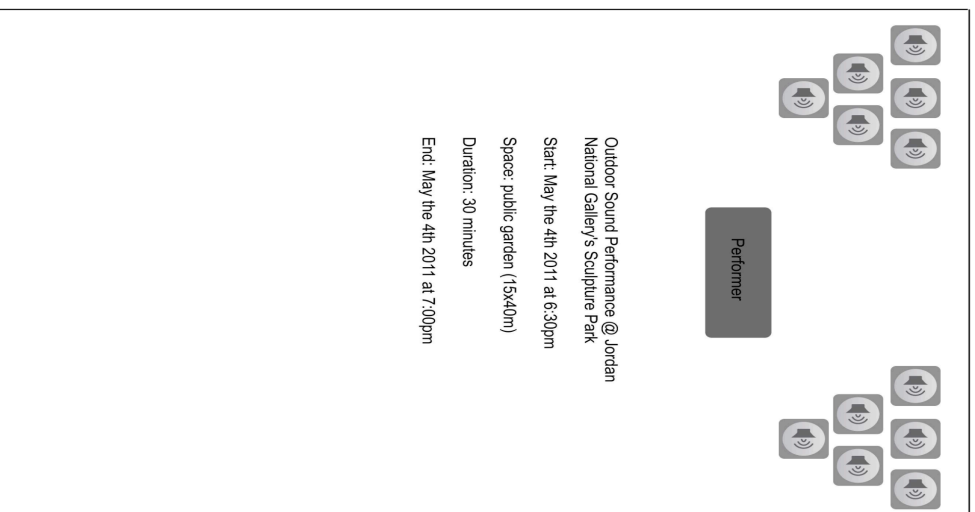 Performer
Outdoor Sound Performance @ Jordan
National Gallery's Sculpture Park
Start: May the 4th 2011 at 6:30pm
Space: public garden (15x40m)
Duration: 30 minutes
End: May the 4th 2011 at 7:00pm